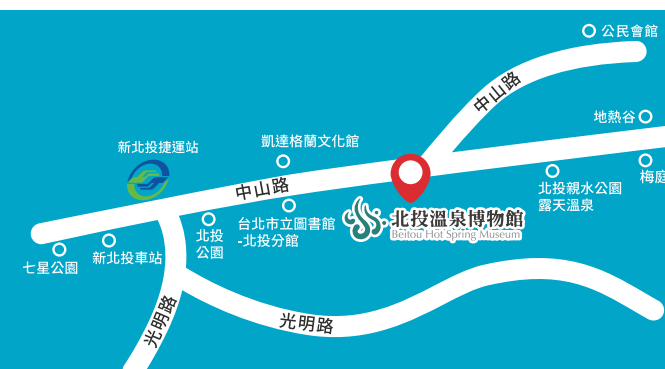 公民會館
中山路
地熱谷
新北投捷運站
凱達格蘭文化館
中山路
梅庭
北投親水公園
露天溫泉
北投溫泉博物館
Beitou Hot Spring Museum
北投
公園
台北市立圖書館
-北投分館
新北投車站
七星公園
光明路
光明路